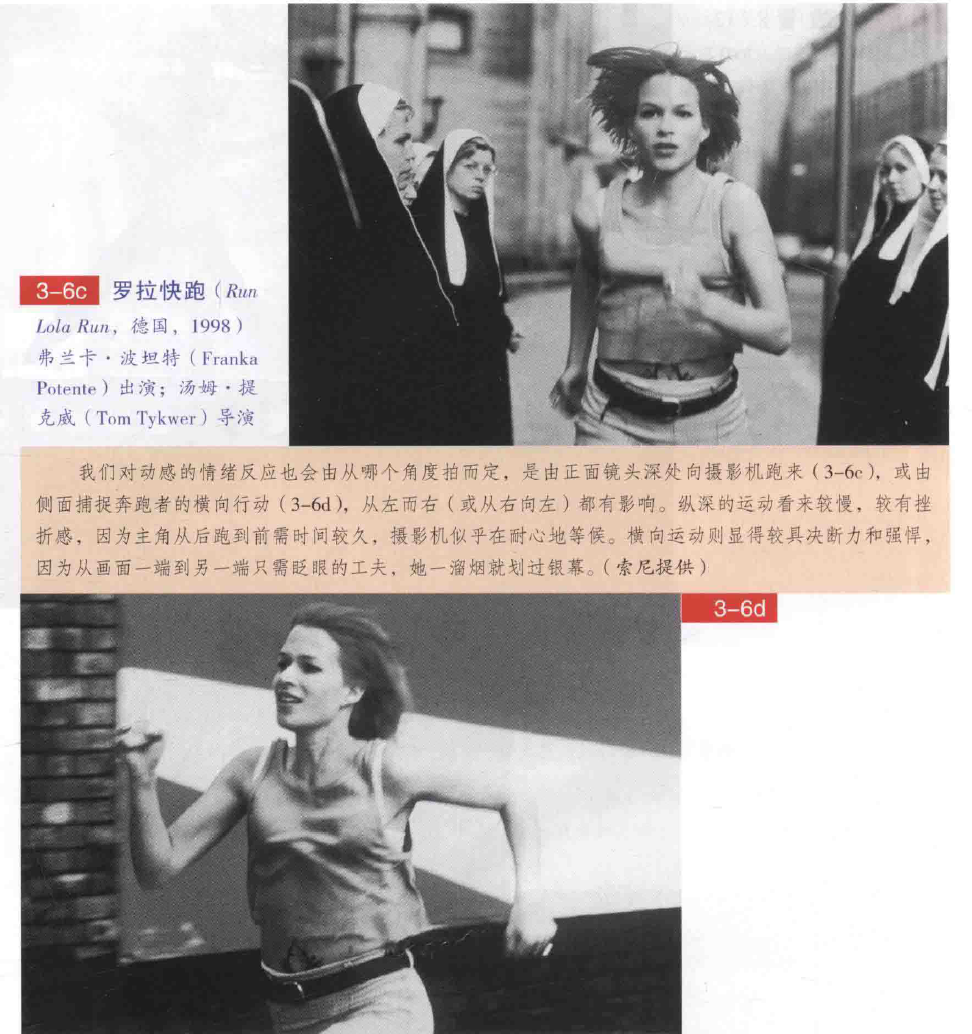 3-6c 罗拉快跑（Run
Lola Run，德国，1998）
弗兰卡·波坦特（Franka
Potente）出演；汤姆·提
克威（Tom Tykwer）导演
我们对动感的情绪反应也会由从哪个角度拍而定，是由正面镜头深处向摄影机跑来（3-6c），或由
侧面捕捉奔跑者的横向行动（3-6d），从左而右（或从右向左）都有影响。纵深的运动看来较慢，较有挫
折感，因为主角从后跑到前需时间较久，摄影机似乎在耐心地等候。横向运动则显得较具决断力和强悍，
因为从画面一端到另一端只需眨眼的工夫，她一溜烟就划过银幕。（索尼提供）
3-6d